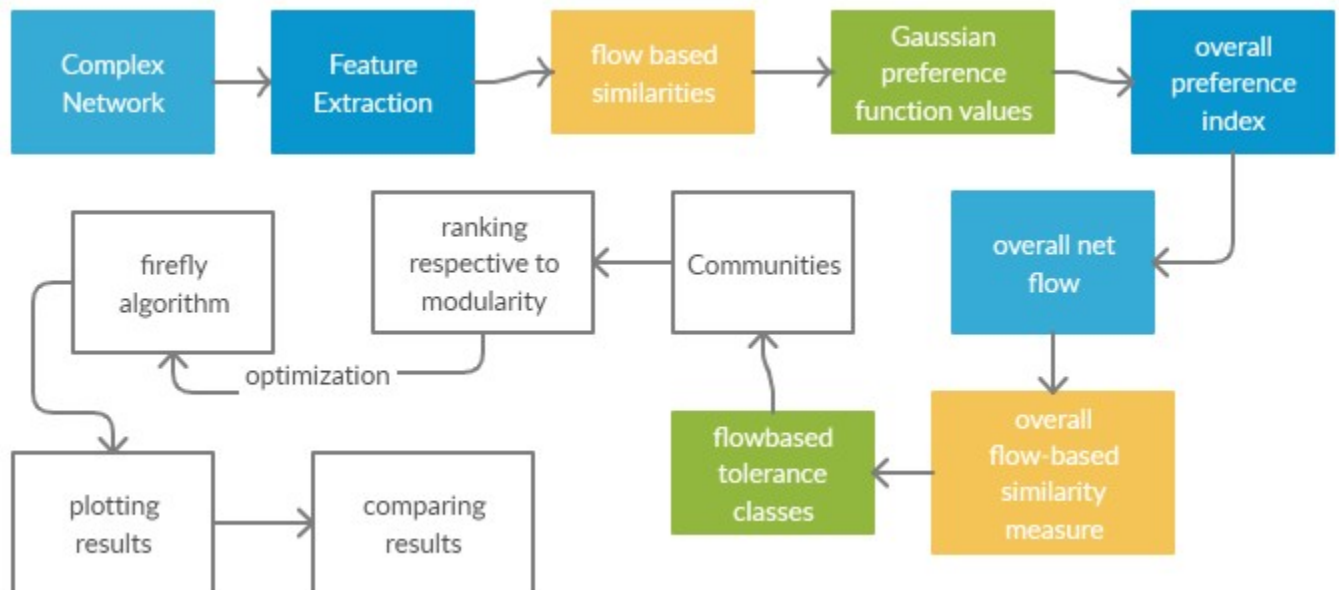 Complex
Network
Feature
Extraction
flow based
similarities
Gaussian
preference
function values
overall
preference
index
overall net
flow
overall
flow-based
similarity
measure
flowbased
tolerance
classes
Communities
ranking
respective to
modularity
optimization
firefly
algorithm
plotting
results
comparing
results